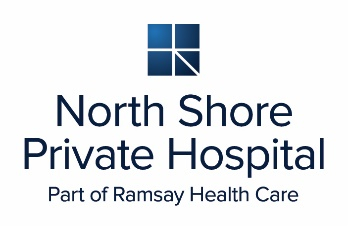 North Shore
Private Hospital
Part of Ramsay Health Care